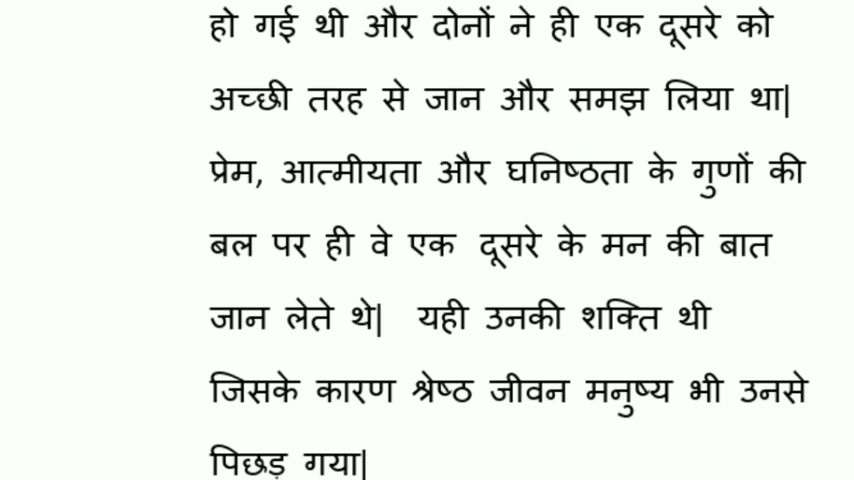 हो गई थी और दोनों ने ही एक दूसरे को
अच्छी तरह से जान और समझ लिया था|
प्रेम, आत्मीयता और घनिष्ठता के गुणों की
बल पर ही वे एक दूसरे के मन की बात
जान लेते थे| यही उनकी शक्ति थी
जिसके कारण श्रेष्ठ जीवन मनुष्य भी उनसे
पिछड़ गया|